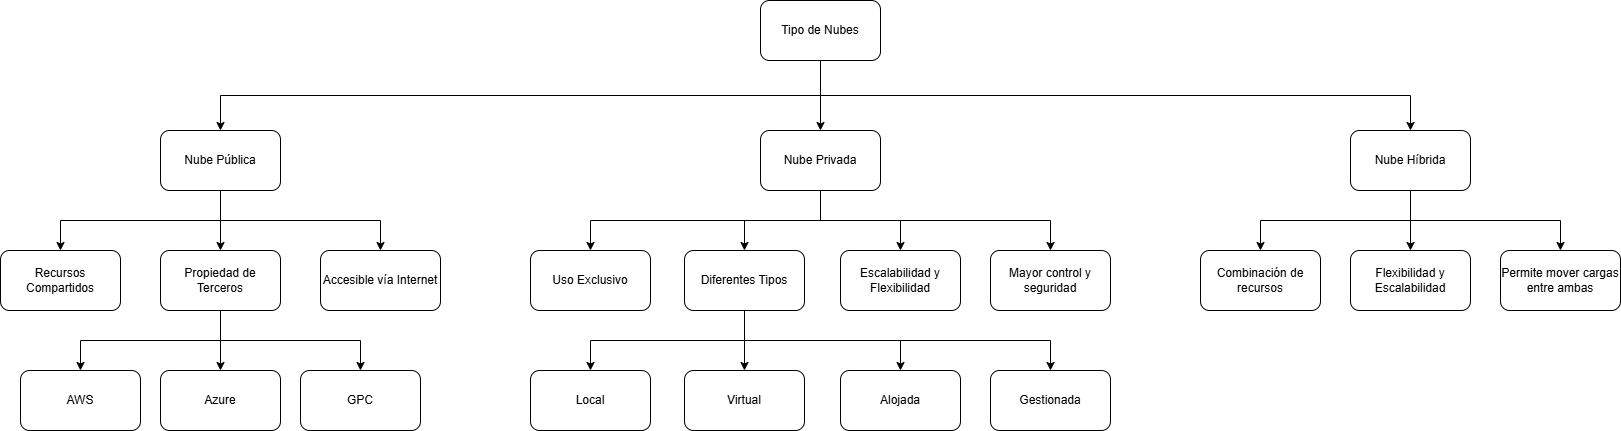 Tipo de Nubes
Nube Pública
Nube Privada
Nube Híbrida
Recursos
Compartidos
Propiedad de
Terceros
Accesible vía Internet
Uso Exclusivo
Diferentes Tipos
Escalabilidad y
Flexibilidad
Mayor control y
seguridad
Combinación de
recursos
Flexibilidad y
Escalabilidad
Permite mover cargas
entre ambas
AWS
Azure
GPC
Local
Virtual
Alojada
Gestionada